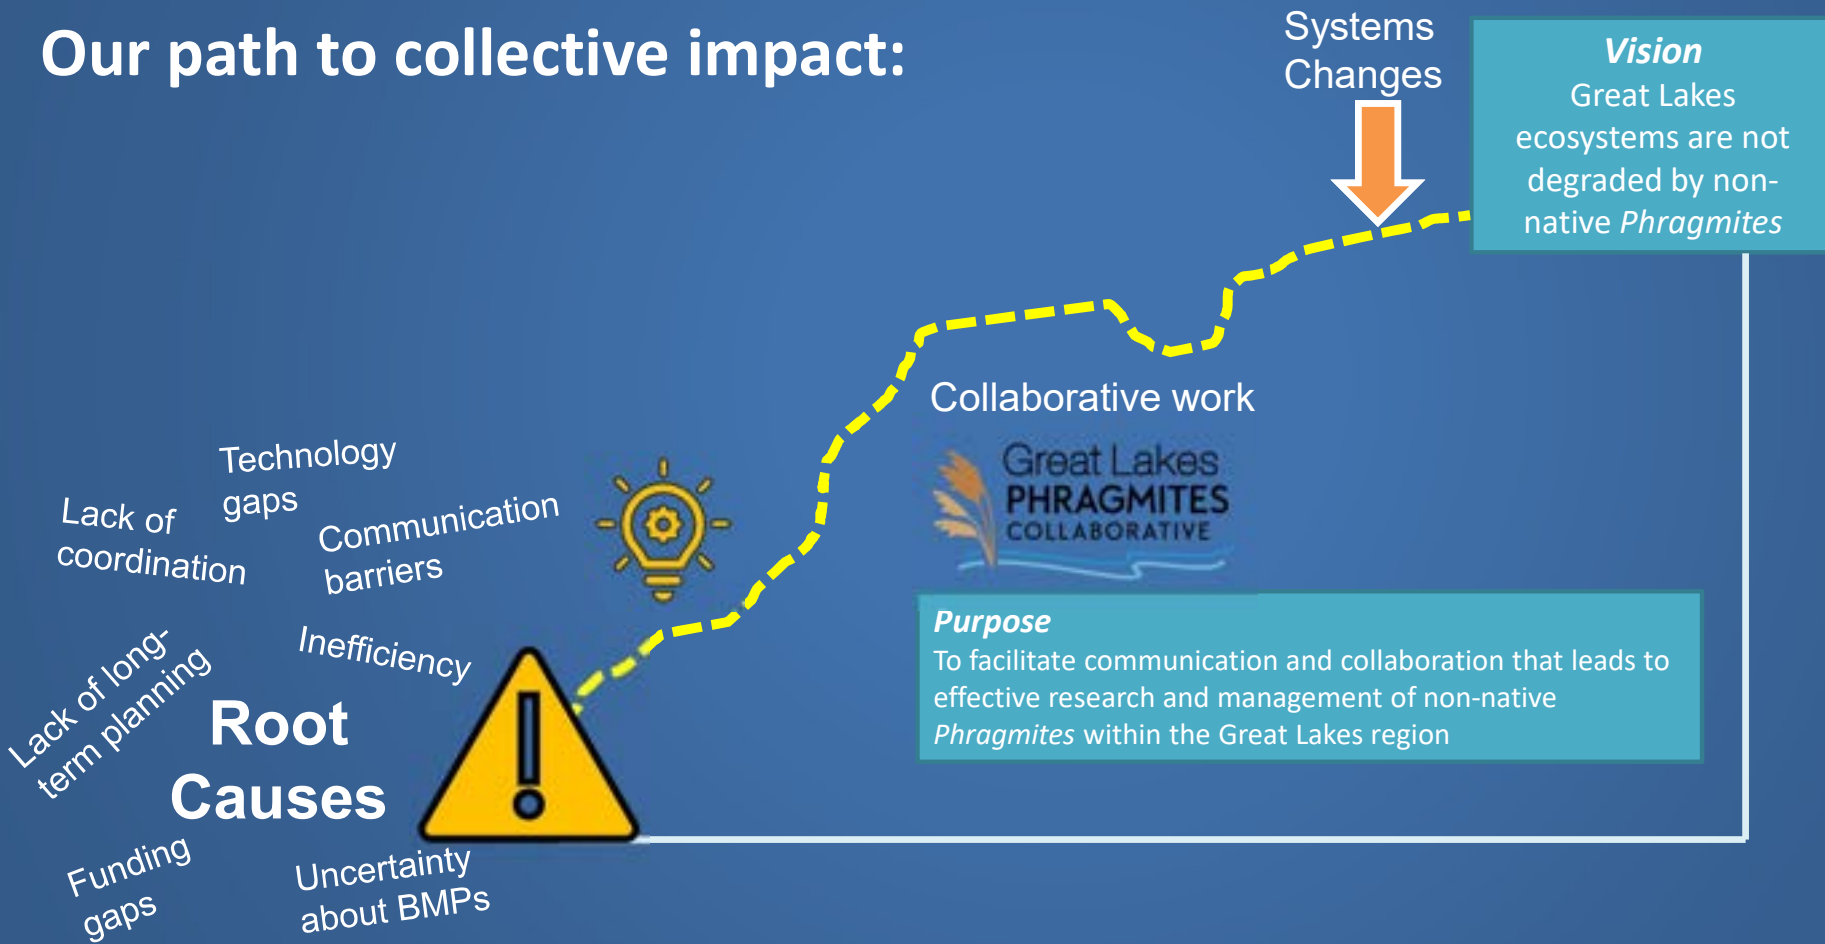 Our path to collective impact:
Systems
Changes
Vision
Great Lakes
ecosystems are not
degraded by non-
native Phragmites
Collaborative work
Great Lakes
PHRAGMITES
COLLABORATIVE
Purpose
To facilitate communication and collaboration that leads to
effective research and management of non-native
Phragmites within the Great Lakes region
Technology
gaps
Lack of
coordination
Communication
barriers
Inefficiency
Lack of long-
term planning
Root
Causes
Funding
gaps
Uncertainty
about BMPs